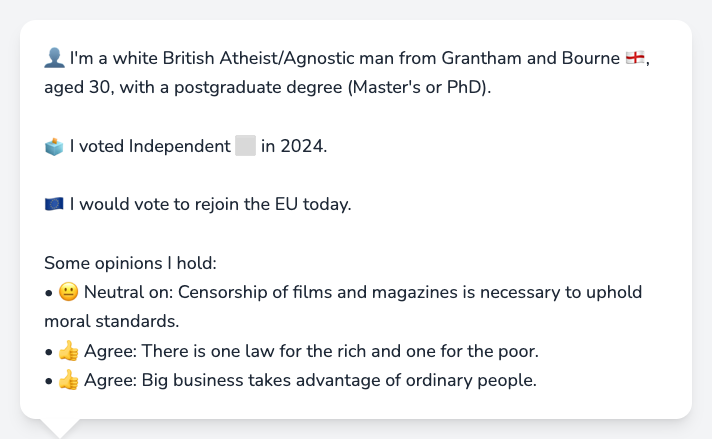 👤 I'm a white British Atheist/Agnostic man from Grantham and Bourne 🏴󠁧󠁢󠁥󠁮󠁧󠁿,
aged 30, with a postgraduate degree (Master's or PhD).
🗳️ I voted Independent ⬜ in 2024.
🇪🇺 I would vote to rejoin the EU today.
Some opinions I hold:
• 😐 Neutral on: Censorship of films and magazines is necessary to uphold
moral standards.
• 👍 Agree: There is one law for the rich and one for the poor.
• 👍 Agree: Big business takes advantage of ordinary people.